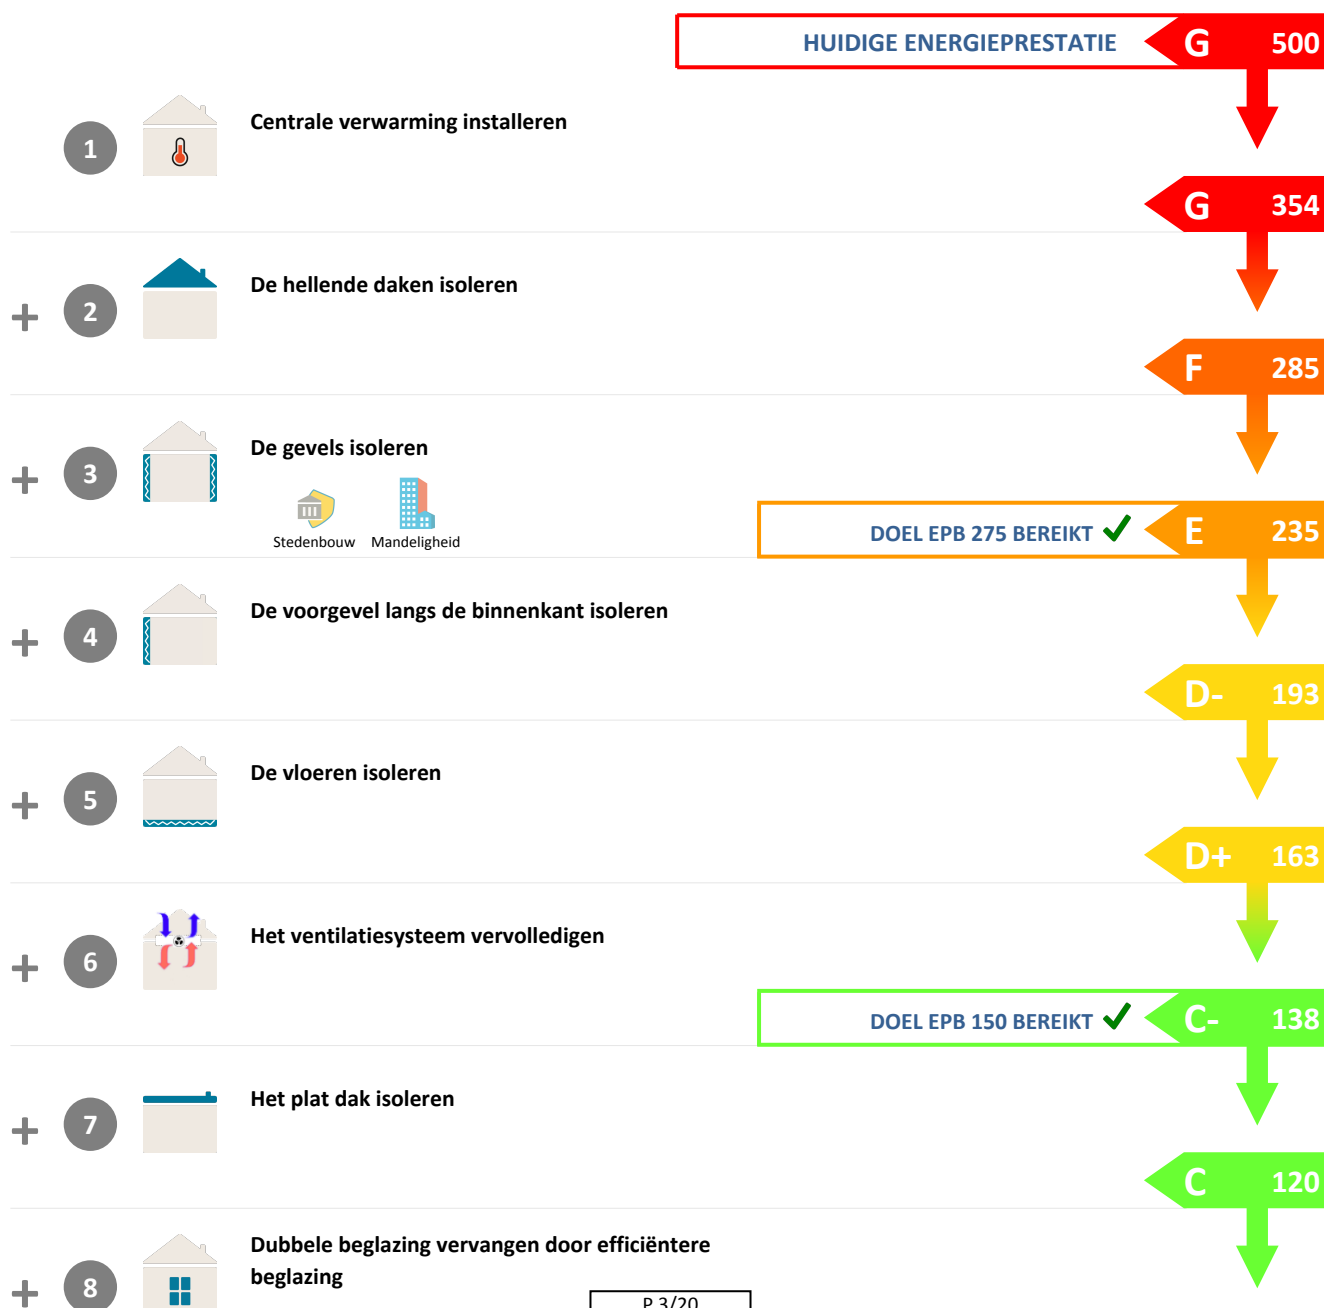 HUIDIGE ENERGIEPRESTATIE G 500
1 Centrale verwarming installeren
G 354
+ 2 De hellende daken isoleren
F 285
+ 3 De gevels isoleren
Stedenbouw Mandeligheid
DOEL EPB 275 BEREIKT ✓ E 235
+ 4 De voorgevel langs de binnenkant isoleren
D- 193
+ 5 De vloeren isoleren
D+ 163
+ 6 Het ventilatiesysteem vervolledigen
DOEL EPB 150 BEREIKT ✓ C- 138
+ 7 Het plat dak isoleren
C 120
+ 8 Dubbele beglazing vervangen door efficiëntere
beglazing
P 3/20